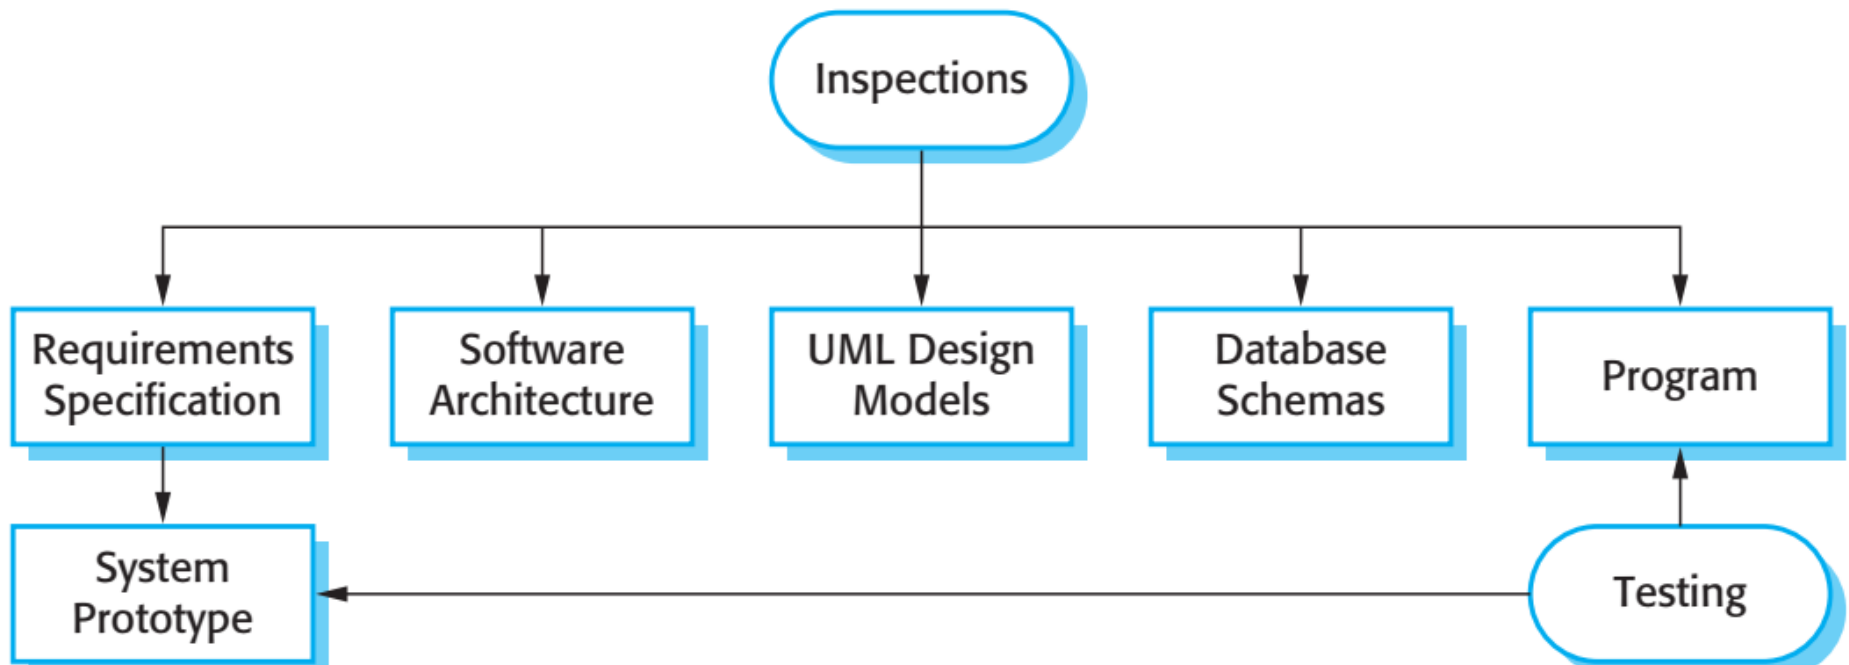 Inspections
Requirements
Specification
Software
Architecture
UML Design
Models
Database
Schemas
Program
System
Prototype
Testing